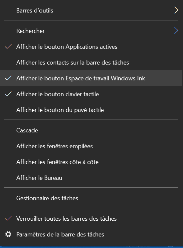 Barres d'outils
Rechercher
Afficher le bouton Applications actives
Afficher les contacts sur la barre des tâches
Afficher le bouton Espace de travail Windows Ink
Afficher le bouton clavier tactile
Afficher le bouton du pavé tactile
Cascade
Afficher les fenêtres empilées
Afficher les fenêtres côte à côte
Afficher le Bureau
Gestionnaire des tâches
Verrouiller toutes les barres des tâches
Paramètres de la barre des tâches